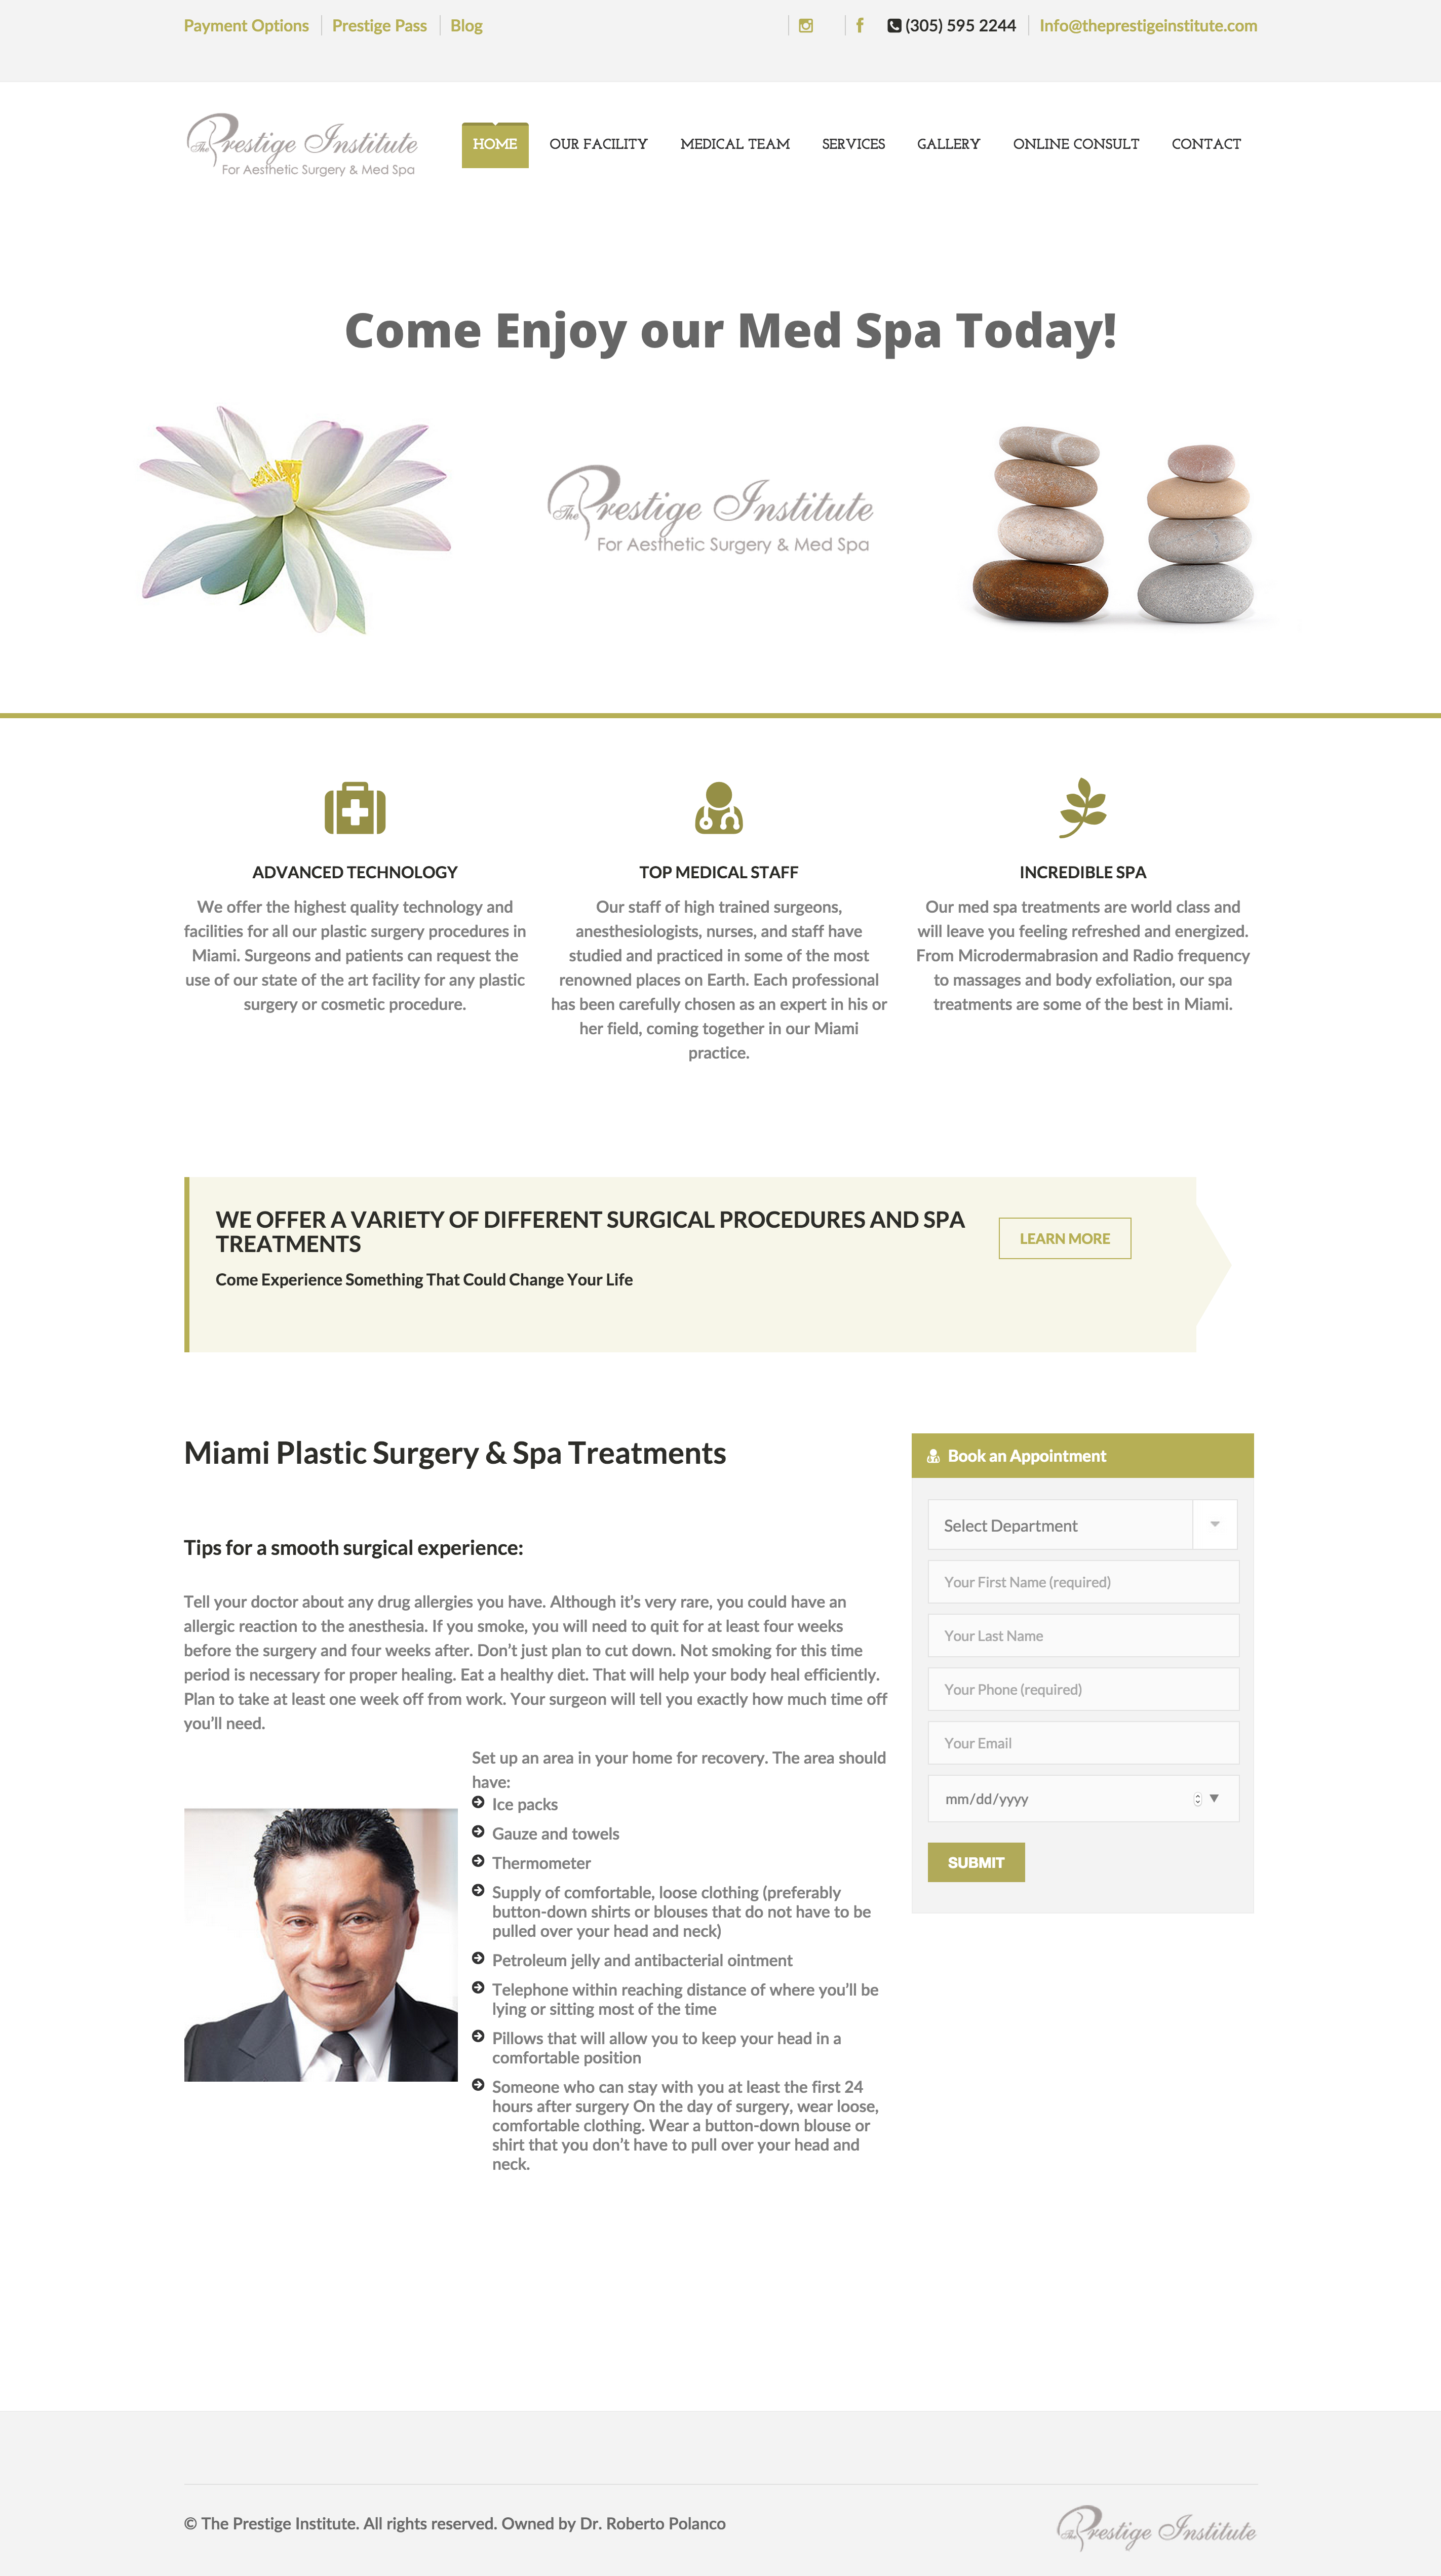 Payment Options
Prestige Pass
Blog
(305) 595 2244
Info@theprestigeinstitute.com
The Prestige Institute
For Aesthetic Surgery & Med Spa
HOME
OUR FACILITY
MEDICAL TEAM
SERVICES
GALLERY
ONLINE CONSULT
CONTACT
Come Enjoy our Med Spa Today!
The Prestige Institute
For Aesthetic Surgery & Med Spa
ADVANCED TECHNOLOGY
We offer the highest quality technology and
facilities for all our plastic surgery procedures in
Miami. Surgeons and patients can request the
use of our state of the art facility for any plastic
surgery or cosmetic procedure.
TOP MEDICAL STAFF
Our staff of high trained surgeons,
anesthesiologists, nurses, and staff have
studied and practiced in some of the most
renowned places on Earth. Each professional
has been carefully chosen as an expert in his or
her field, coming together in our Miami
practice.
INCREDIBLE SPA
Our med spa treatments are world class and
will leave you feeling refreshed and energized.
From Microdermabrasion and Radio frequency
to massages and body exfoliation, our spa
treatments are some of the best in Miami.
WE OFFER A VARIETY OF DIFFERENT SURGICAL PROCEDURES AND SPA
TREATMENTS
Come Experience Something That Could Change Your Life
LEARN MORE
Miami Plastic Surgery & Spa Treatments
Tips for a smooth surgical experience:
Tell your doctor about any drug allergies you have. Although it’s very rare, you could have an
allergic reaction to the anesthesia. If you smoke, you will need to quit for at least four weeks
before the surgery and four weeks after. Don’t just plan to cut down. Not smoking for this time
period is necessary for proper healing. Eat a healthy diet. That will help your body heal efficiently.
Plan to take at least one week off from work. Your surgeon will tell you exactly how much time off
you’ll need.
Set up an area in your home for recovery. The area should
have:
Ice packs
Gauze and towels
Thermometer
Supply of comfortable, loose clothing (preferably
button-down shirts or blouses that do not have to be
pulled over your head and neck)
Petroleum jelly and antibacterial ointment
Telephone within reaching distance of where you’ll be
lying or sitting most of the time
Pillows that will allow you to keep your head in a
comfortable position
Someone who can stay with you at least the first 24
hours after surgery On the day of surgery, wear loose,
comfortable clothing. Wear a button-down blouse or
shirt that you don’t have to pull over your head and
neck.
Book an Appointment
Select Department
Your First Name (required)
Your Last Name
Your Phone (required)
Your Email
mm/dd/yyyy
SUBMIT
© The Prestige Institute. All rights reserved. Owned by Dr. Roberto Polanco
The Prestige Institute